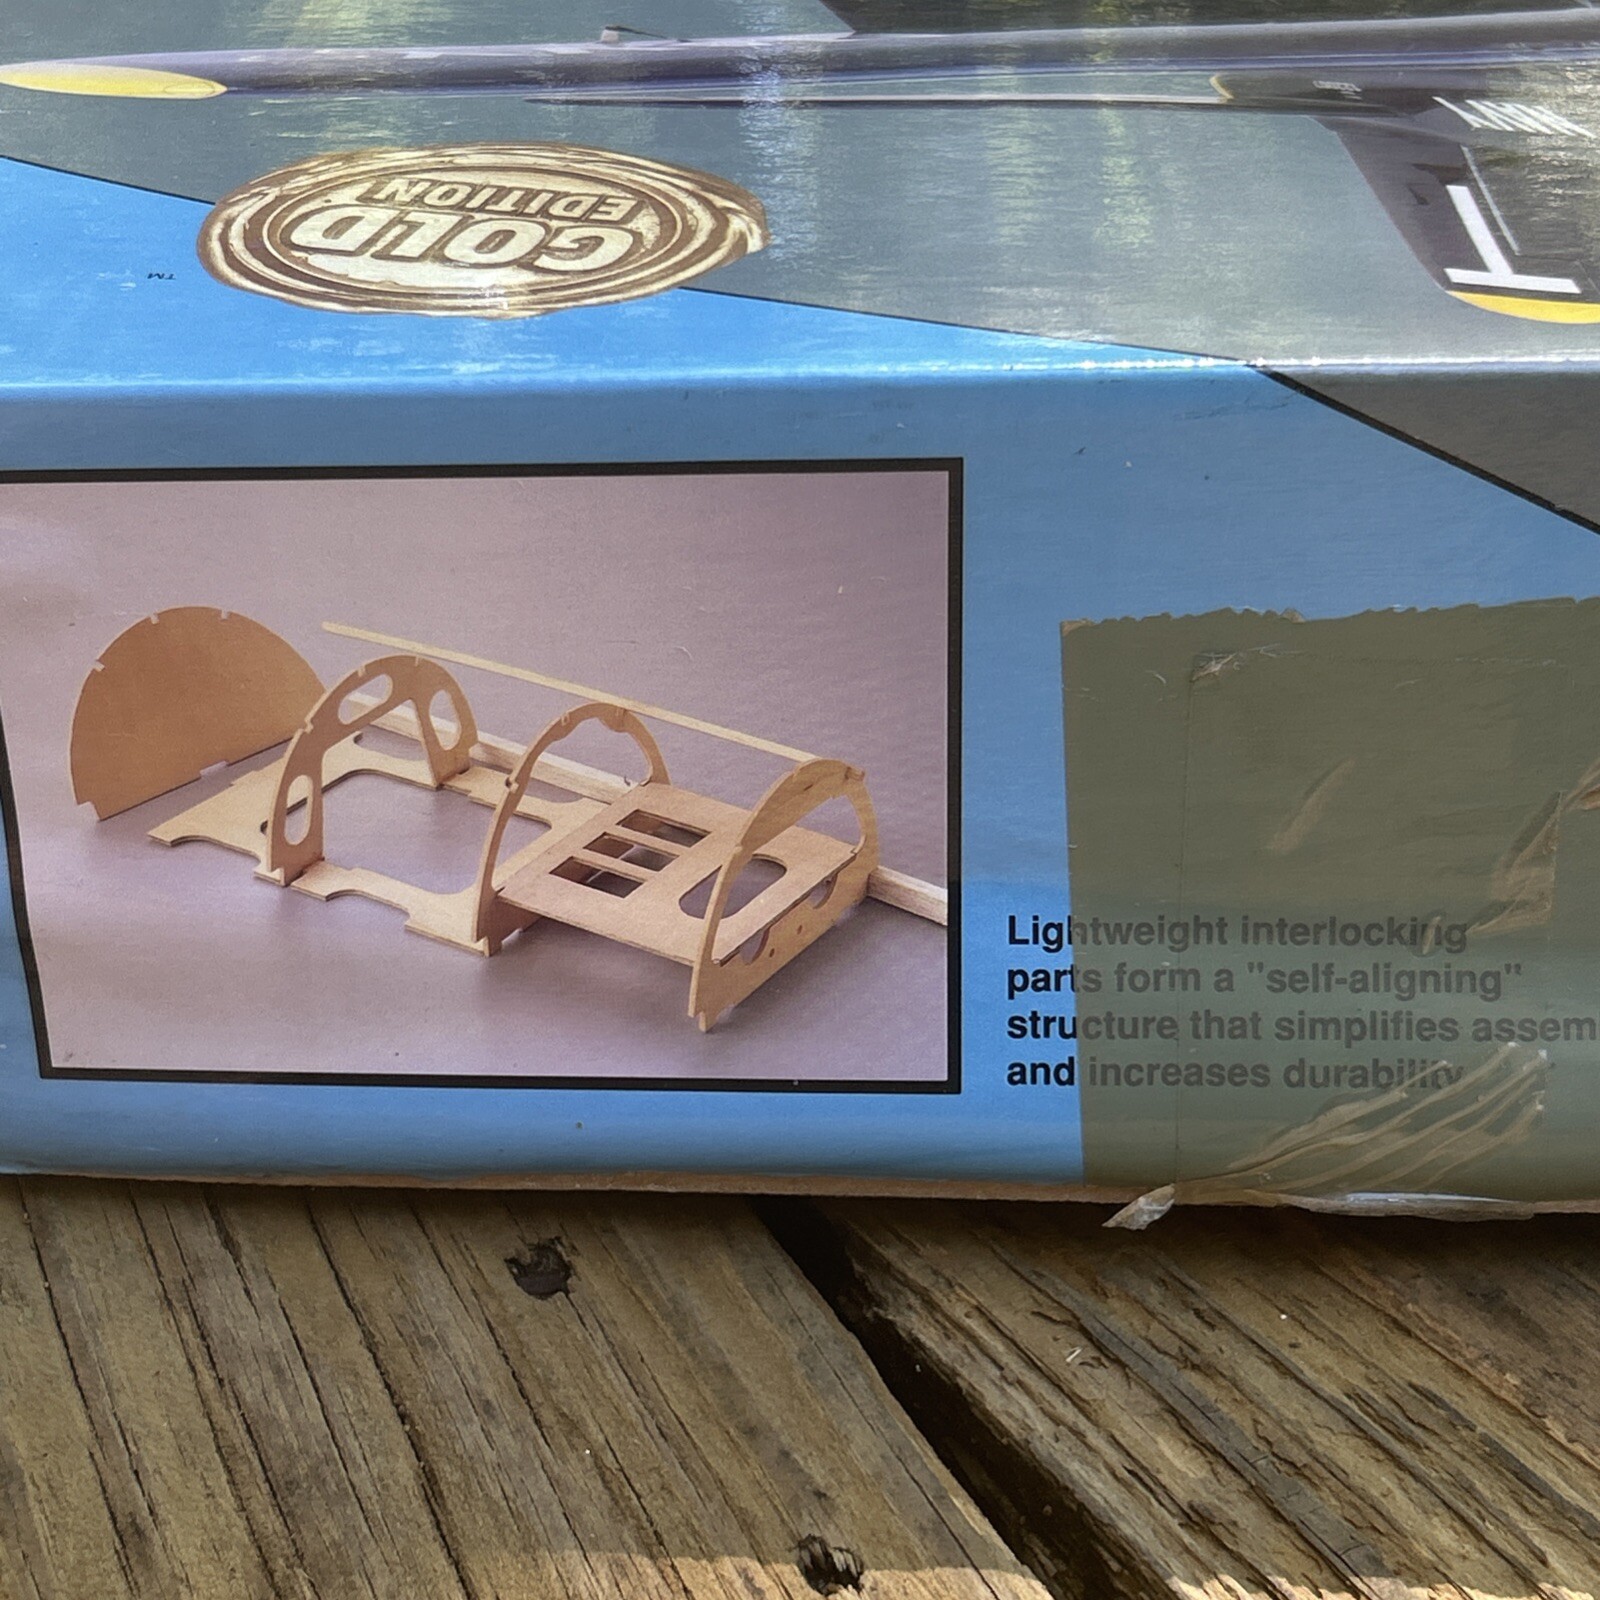 GOLD
EDITION
™
Lightweight interlocking
parts form a "self-aligning"
structure that simplifies assem
and increases durability